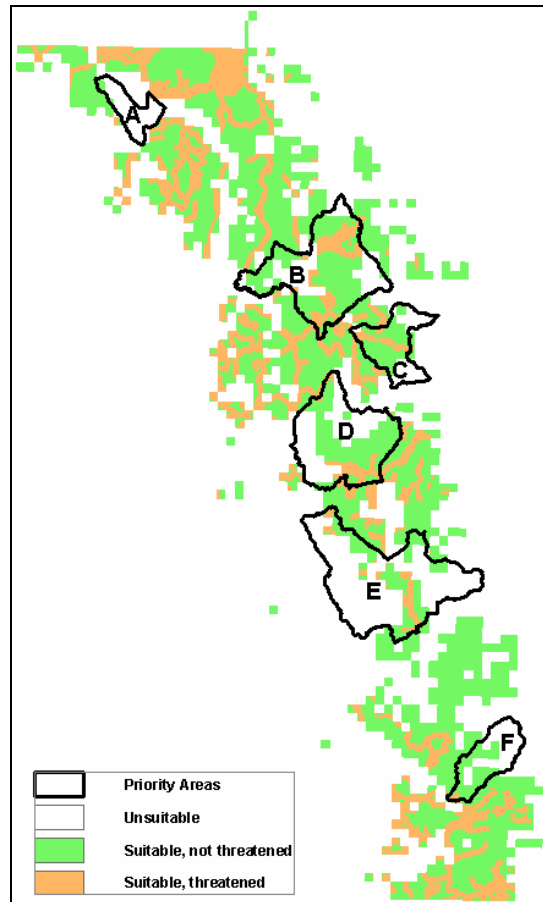 A
B
C
D
E
F
Priority Areas
Unsuitable
Suitable, not threatened
Suitable, threatened